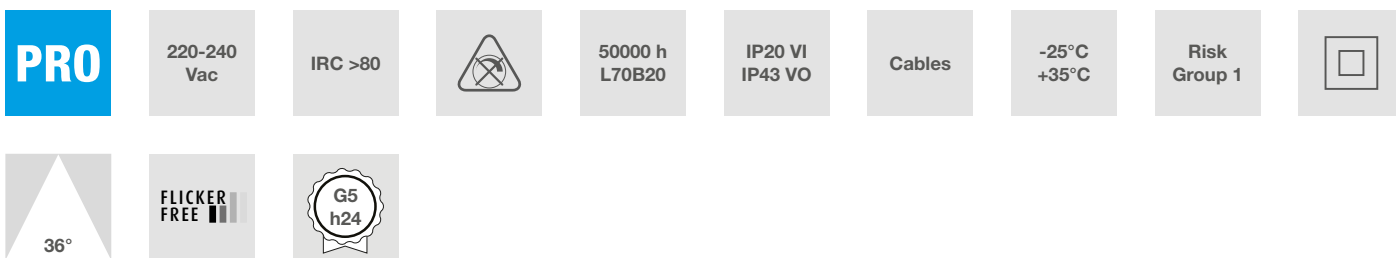 PRO
220-240
Vac
IRC >80
50000 h
L70B20
IP20 VI
IP43 VO
Cables
-25°C
+35°C
Risk
Group 1
36°
FLICKER
FREE
G5
h24